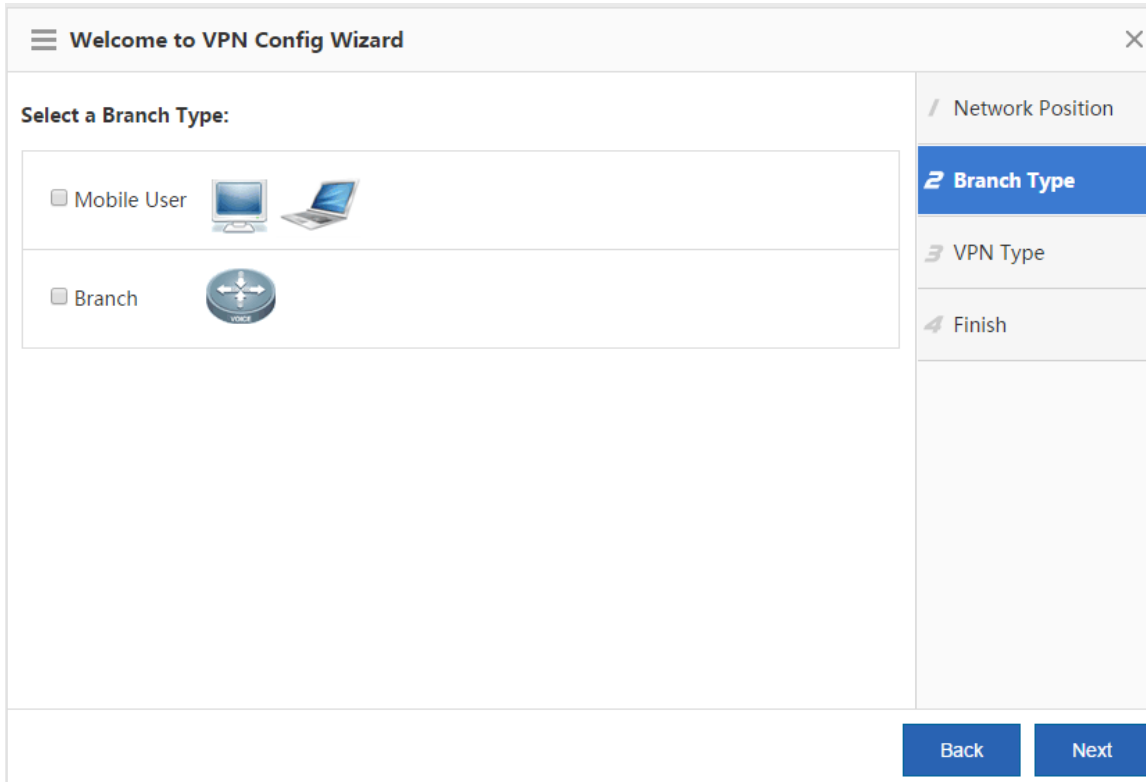 Welcome to VPN Config Wizard
Select a Branch Type:
Mobile User
Branch
VOICE
1 Network Position
2 Branch Type
3 VPN Type
4 Finish
Back
Next